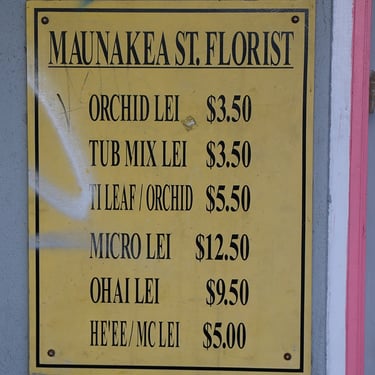 MAUNAKEA ST. FLORIST
ORCHID LEI $3.50
TUB MIX LEI $3.50
TI LEAF / ORCHID $5.50
MICRO LEI $12.50
OHAI LEI $9.50
HE'EE / MC LEI $5.00